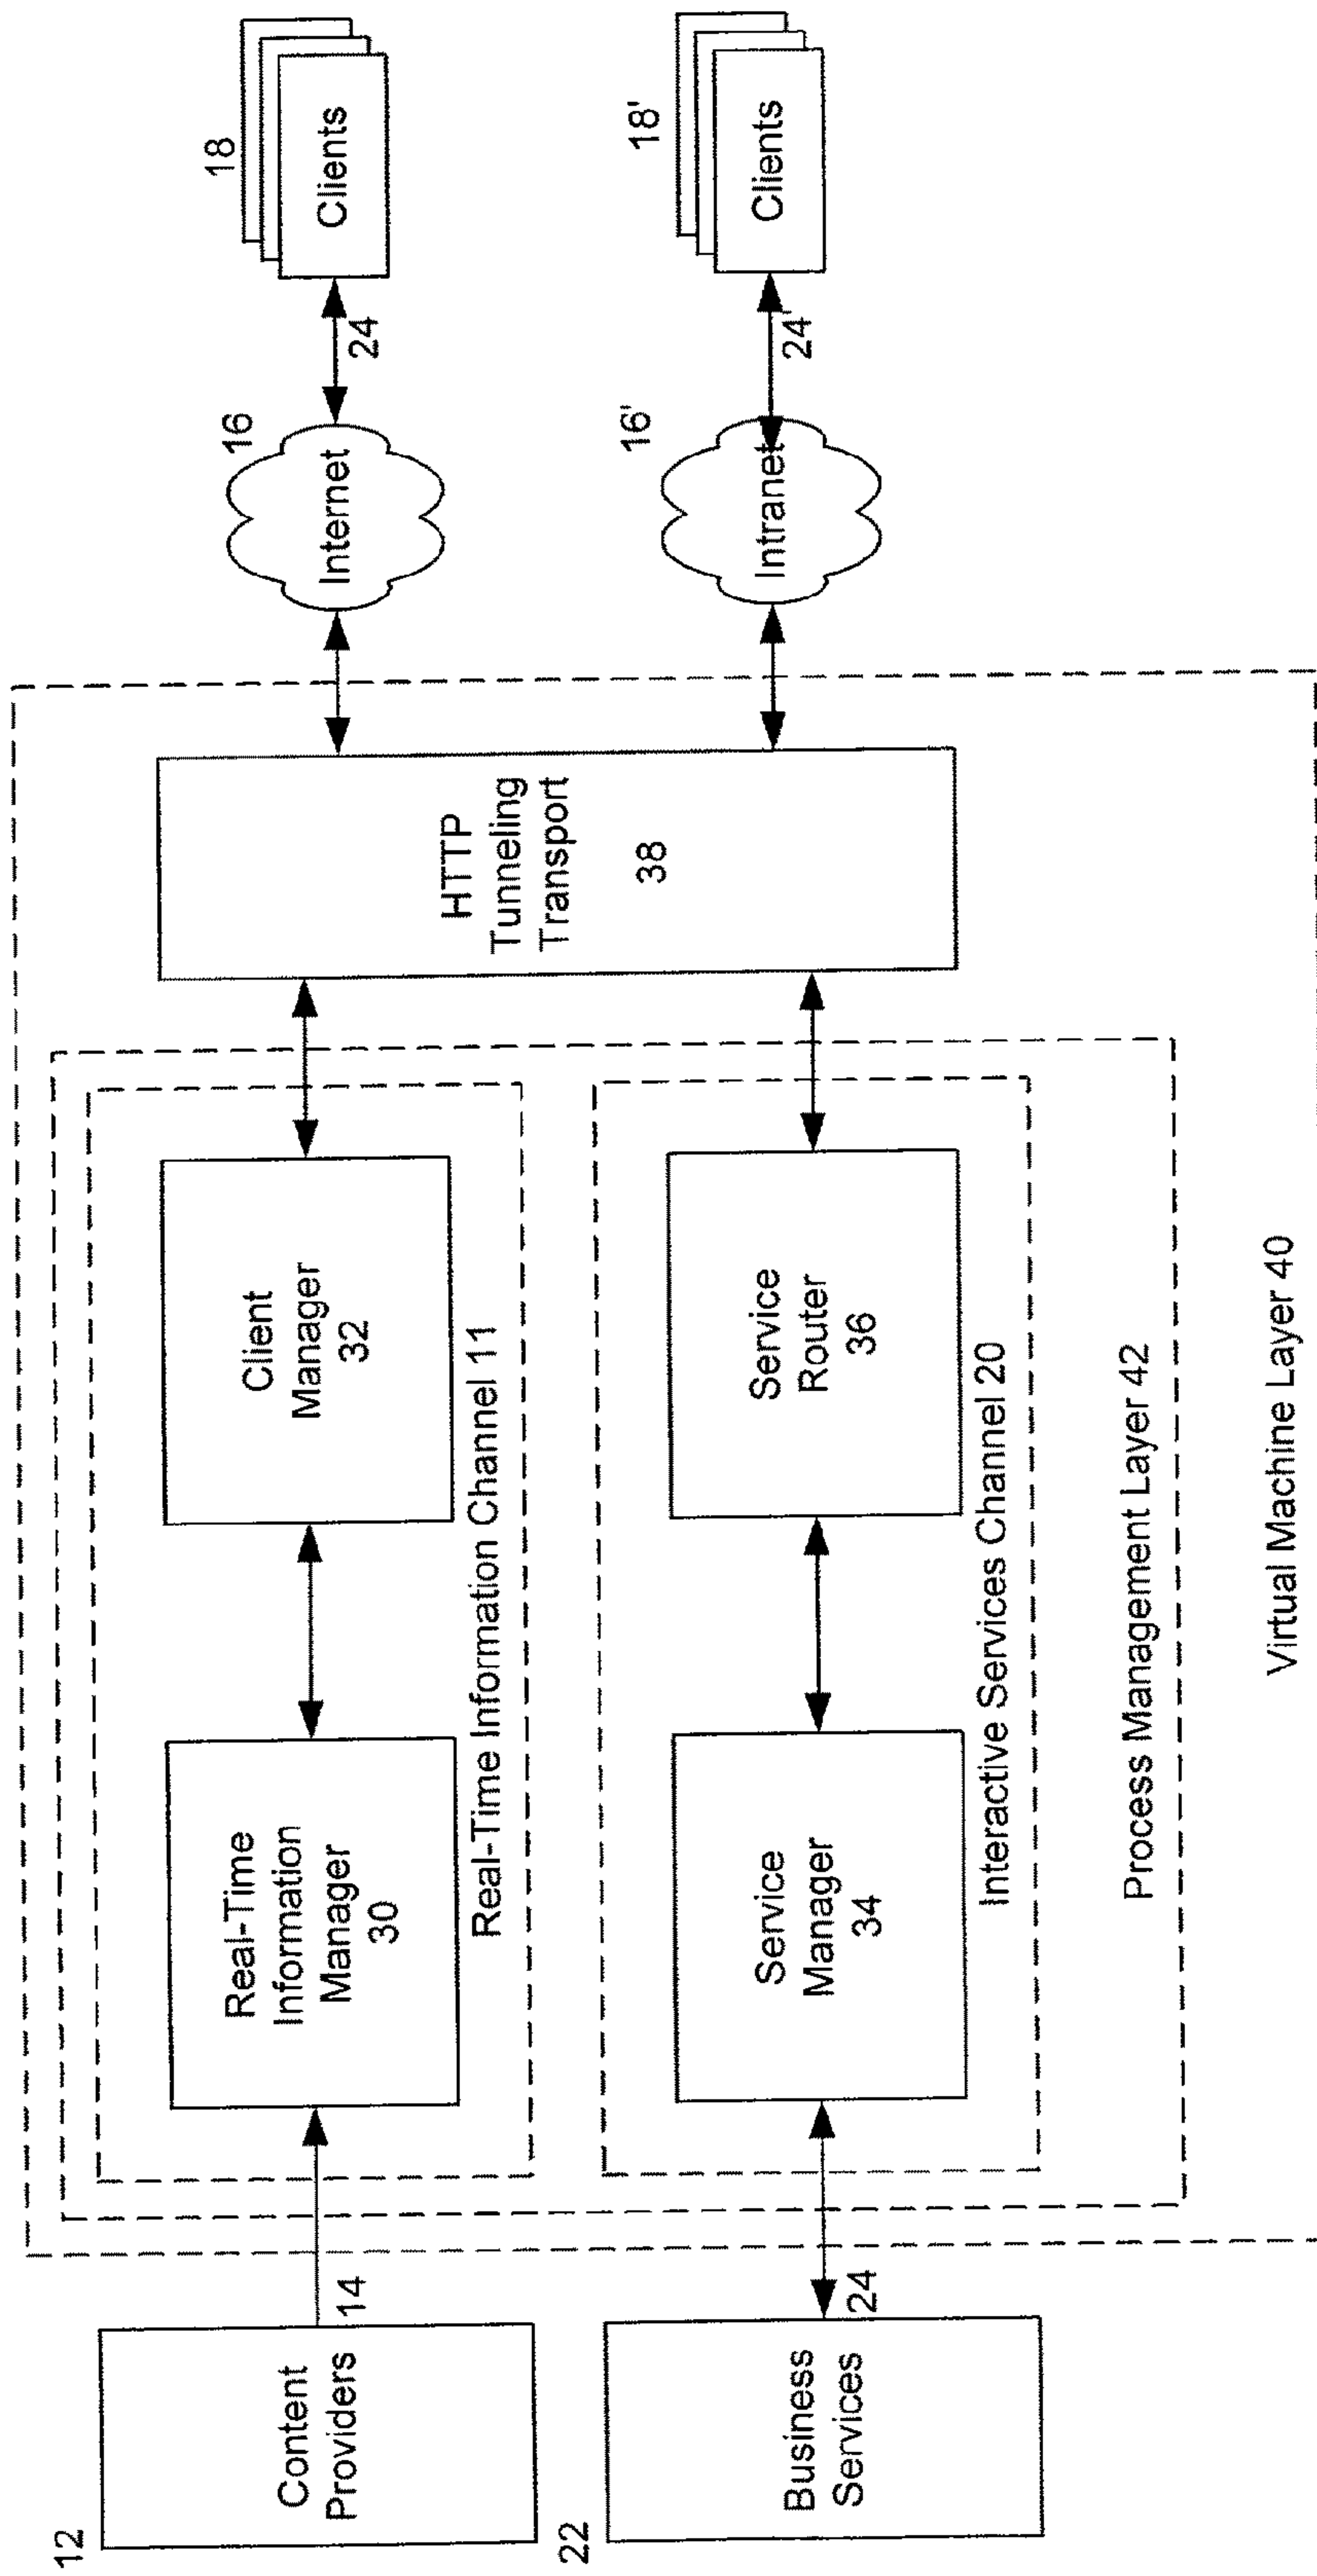 12
Content
Providers
14
Real-Time
Information
Manager
30
Client
Manager
32
Real-Time Information Channel 11
22
Business
Services
24
Service
Manager
34
Service
Router
36
Interactive Services Channel 20
Process Management Layer 42
Virtual Machine Layer 40
HTTP
Tunneling
Transport
38
Internet
16
24
Clients
18
Intranet
16'
24'
Clients
18'